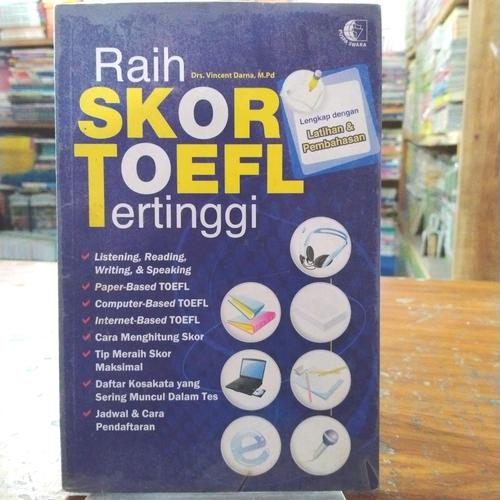 Raih
Drs. Vincent Darna, M.Pd
SKOR
TOEFL
Tertinggi
Lengkap dengan
Latihan &
Pembahasan
Listening, Reading,
Writing, & Speaking
Paper-Based TOEFL
Computer-Based TOEFL
Internet-Based TOEFL
Cara Menghitung Skor
Tip Meraih Skor
Maksimal
Daftar Kosakata yang
Sering Muncul Dalam Tes
Jadwal & Cara
Pendaftaran